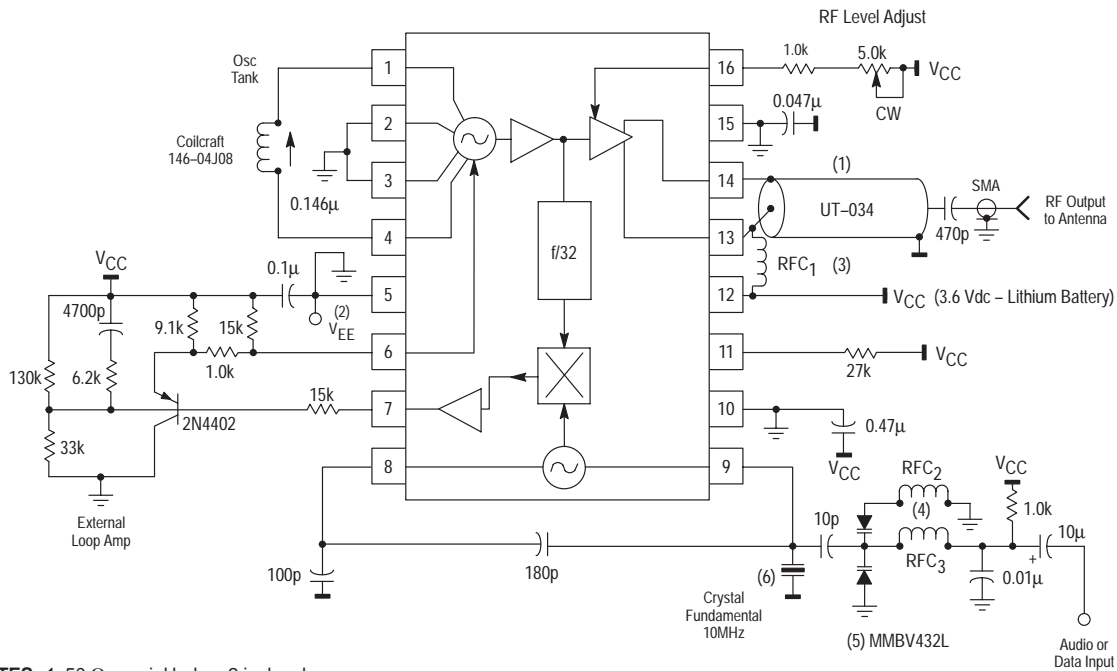 RF Level Adjust
1.0k
5.0k
VCC
CW
16
Osc
Tank
1
Coilcraft
146–04J08
0.146µ
2
3
4
15
0.047µ
14
(1)
UT–034
SMA
RF Output
to Antenna
470p
13
RFC1 (3)
f/32
12
VCC (3.6 Vdc – Lithium Battery)
VCC
0.1µ
5
(2)
VEE
4700p
9.1k
15k
1.0k
6
130k
6.2k
2N4402
15k
7
33k
8
External
Loop Amp
11
27k
VCC
10
0.47µ
VCC
9
RFC2
(4)
RFC3
VCC
1.0k
10p
10µ
+
0.01µ
100p
180p
(6)
Crystal
Fundamental
10MHz
(5) MMBV432L
Audio or
Data Input